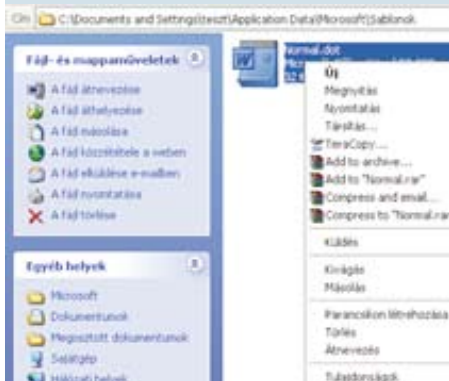 Cím C:\Documents and Settings\teszt\Application Data\Microsoft\Sablonok
Fájl- és mappaműveletek
A fájl átnevezése
A fájl áthelyezése
A fájl másolása
A fájl közzététele a weben
A fájl elküldése e-mailben
A fájl nyomtatása
A fájl törlése
Egyéb helyek
Microsoft
Dokumentumok
Megosztott dokumentumok
Sajátgép
Hálózati helyek
Normal.dot
Új
Megnyitás
Nyomtatás
Társítás...
TeraCopy...
Add to archive...
Add to "Normal.rar"
Compress and email...
Compress to "Normal.rar
Küldés
Kivágás
Másolás
Parancsikon létrehozása
Törlés
Átnevezés
Tulajdonságok